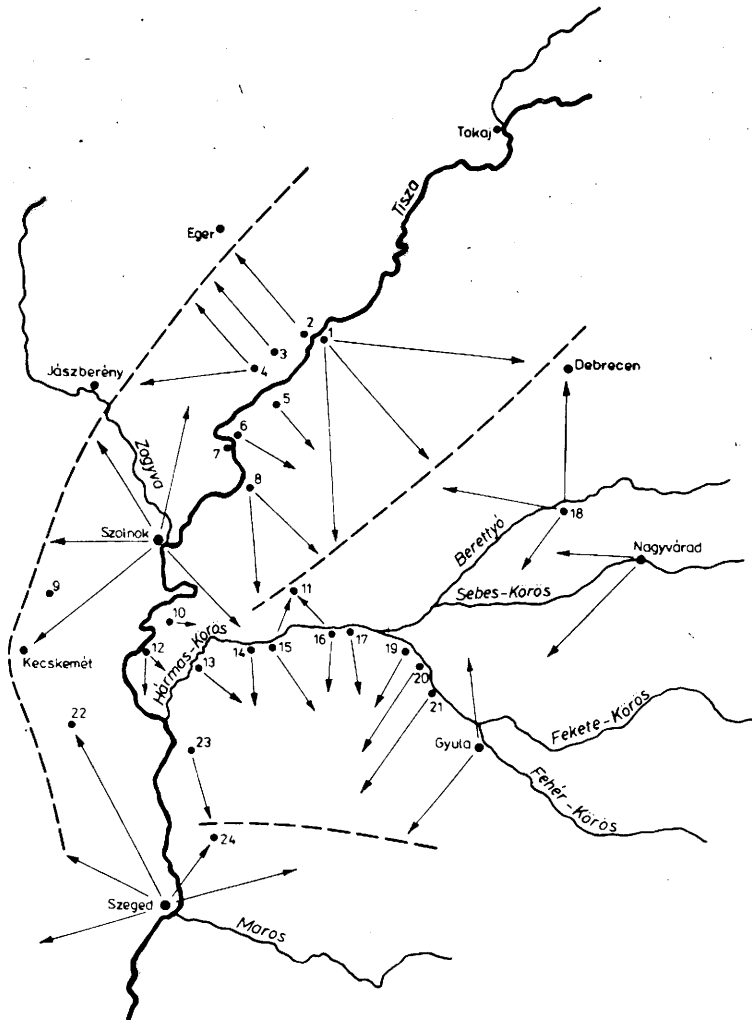 Tokaj
Tisza
Eger
2
1
3
4
Jászberény
Debrecen
5
6
7
Zagyva
8
18
Szolnok
Berettyó
Nagyvárad
9
11
Sebes-Körös
10
16
17
Kecskemét
12
Hármas-Körös
14
15
19
13
20
21
22
23
Gyula
Fekete-Körös
Fehér-Körös
24
Szeged
Maros